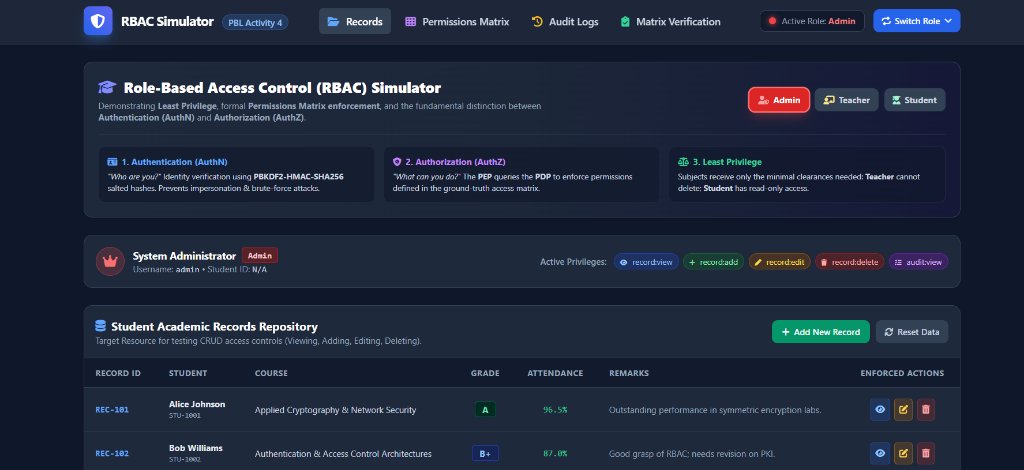 RBAC Simulator PBL Activity 4 Records Permissions Matrix Audit Logs Matrix Verification Active Role: Admin Switch Role
Role-Based Access Control (RBAC) Simulator
Demonstrating Least Privilege, formal Permissions Matrix enforcement, and the fundamental distinction between
Authentication (AuthN) and Authorization (AuthZ).
Admin Teacher Student
1. Authentication (AuthN)
"Who are you?" Identity verification using PBKDF2-HMAC-SHA256
salted hashes. Prevents impersonation & brute-force attacks.
2. Authorization (AuthZ)
"What can you do?" The PEP queries the PDP to enforce permissions
defined in the ground-truth access matrix.
3. Least Privilege
Subjects receive only the minimal clearances needed: Teacher cannot
delete; Student has read-only access.
System Administrator Admin
Username: admin • Student ID: N/A
Active Privileges: record:view record:add record:edit record:delete audit:view
Student Academic Records Repository
Target Resource for testing CRUD access controls (Viewing, Adding, Editing, Deleting).
Add New Record Reset Data
RECORD ID STUDENT COURSE GRADE ATTENDANCE REMARKS ENFORCED ACTIONS
REC-101 Alice Johnson Applied Cryptography & Network Security A 96.5% Outstanding performance in symmetric encryption labs.
STU-1001
REC-102 Bob Williams Authentication & Access Control Architectures B+ 87.0% Good grasp of RBAC; needs revision on PKI.
STU-1002